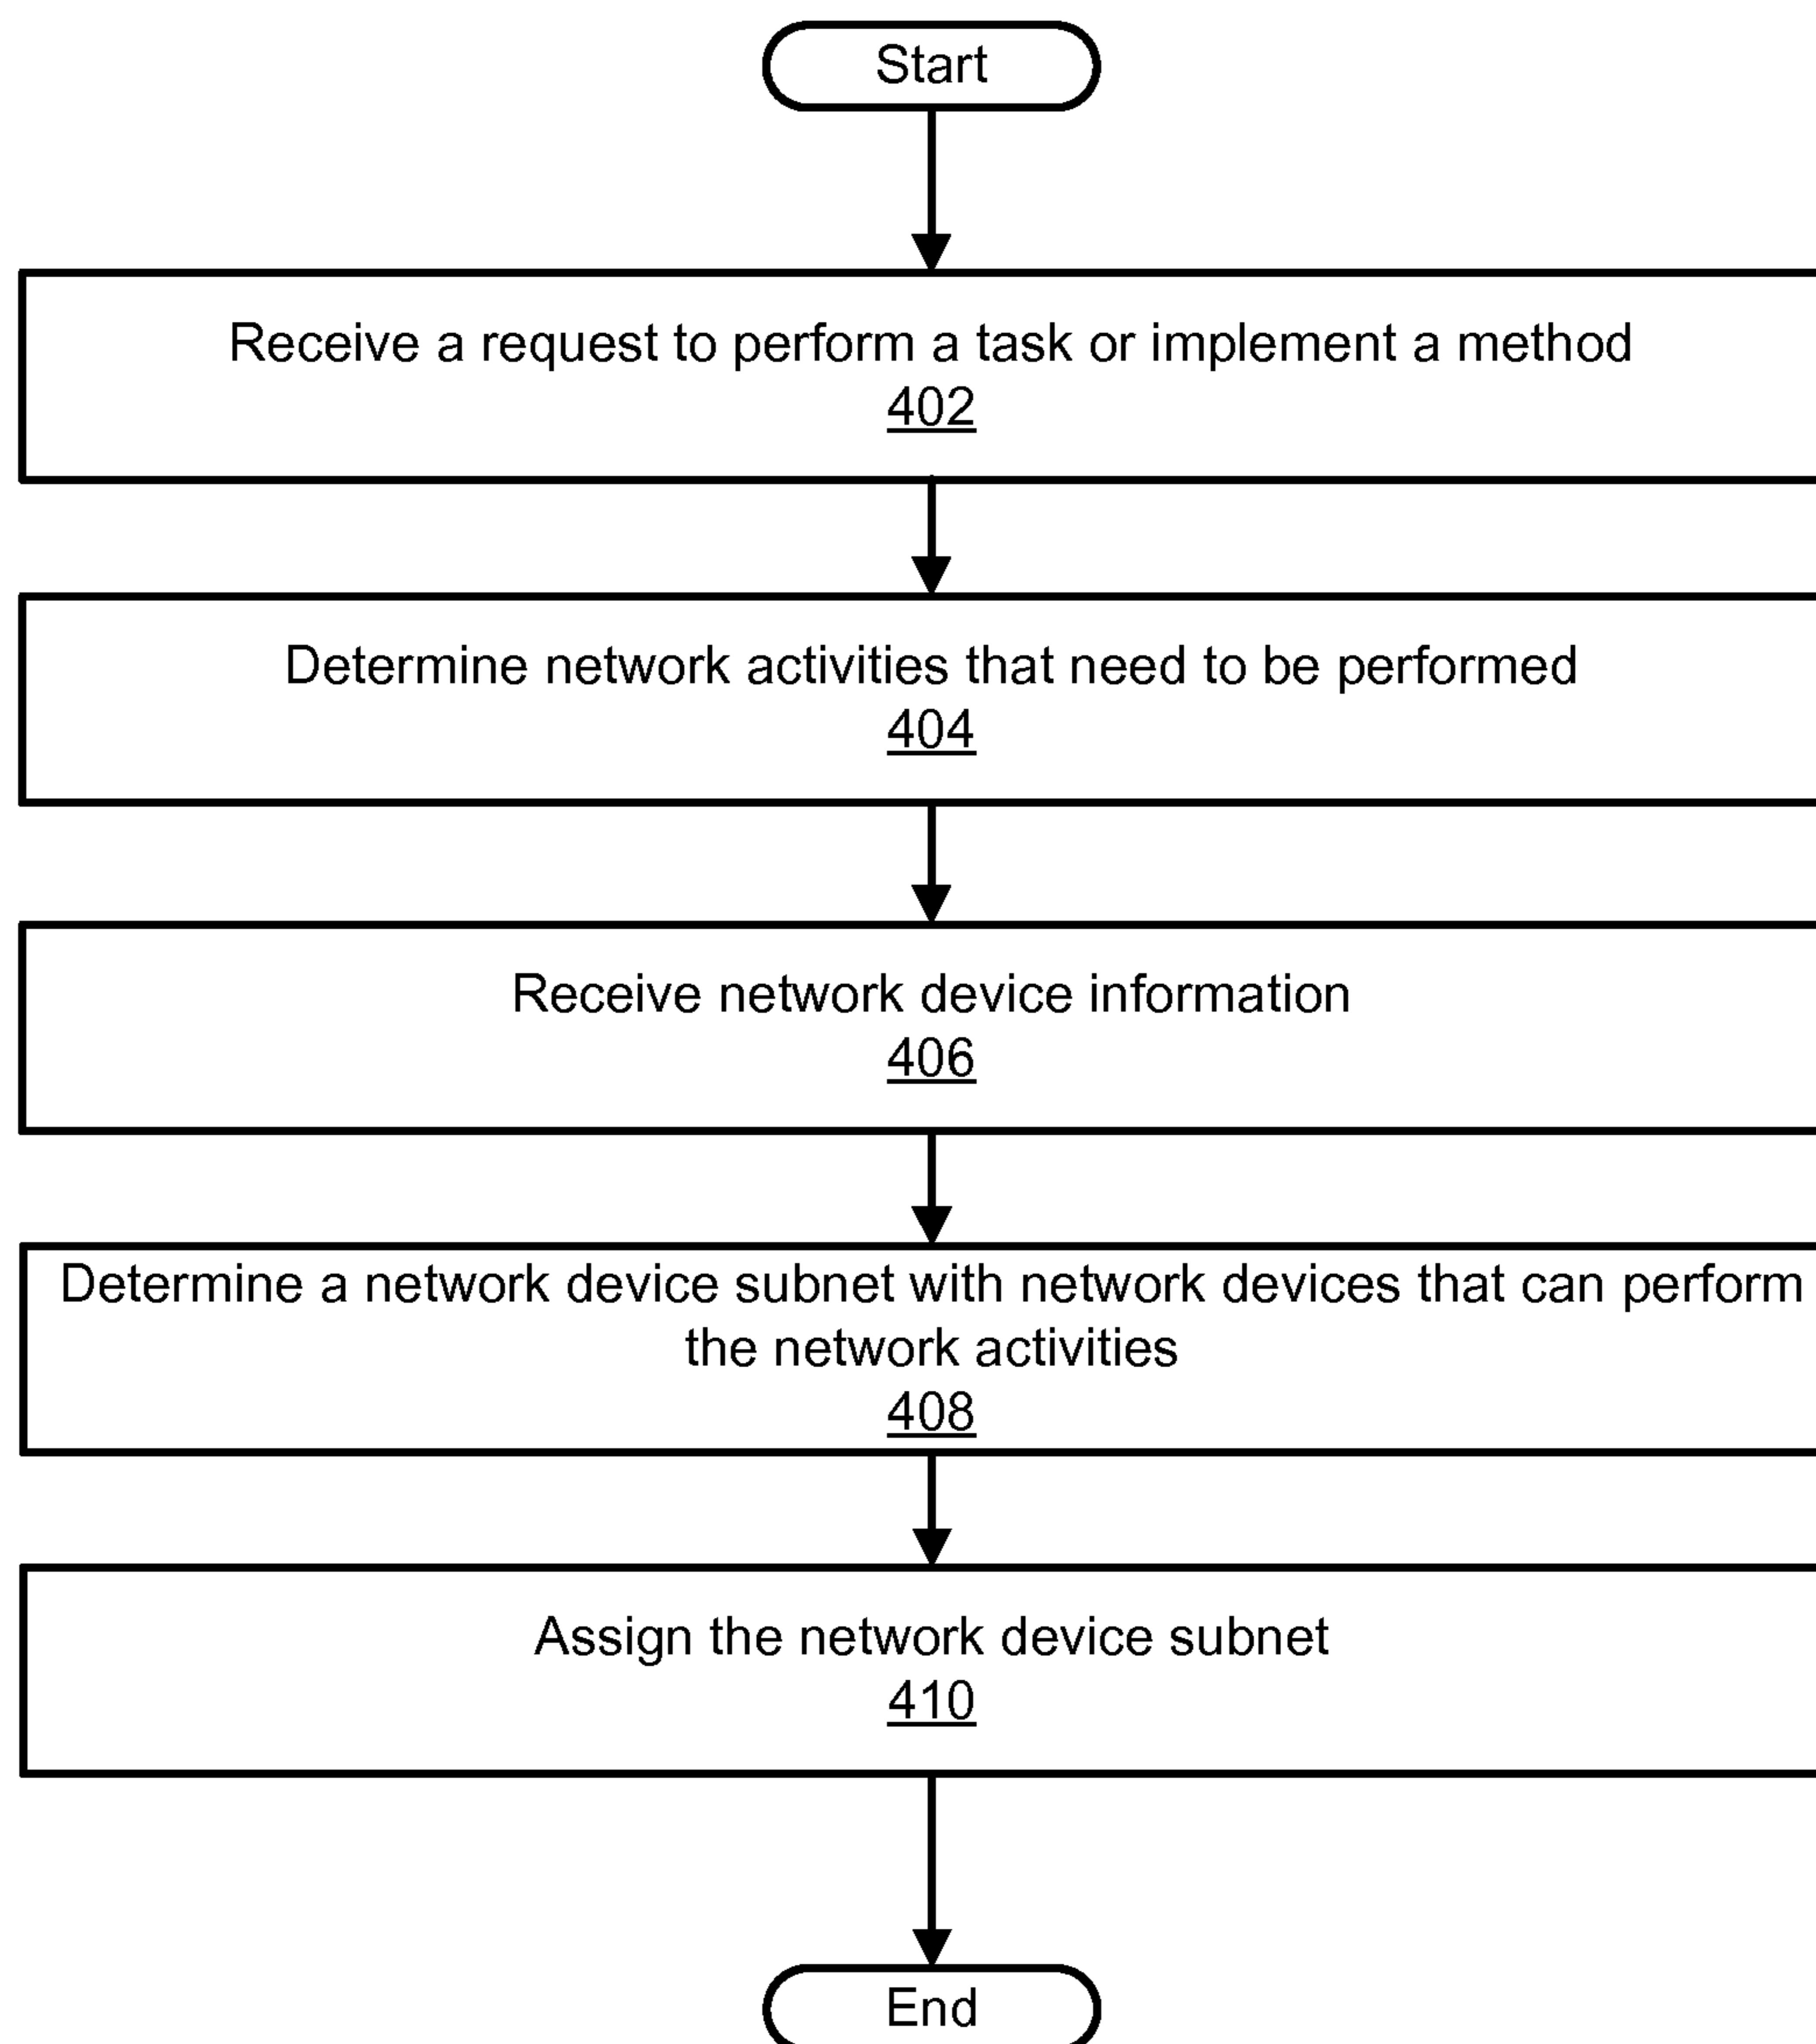 Start
Receive a request to perform a task or implement a method
402
Determine network activities that need to be performed
404
Receive network device information
406
Determine a network device subnet with network devices that can perform
the network activities
408
Assign the network device subnet
410
End